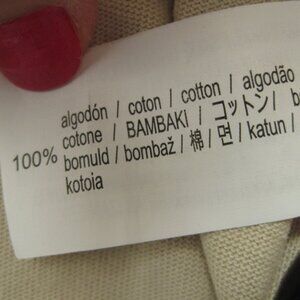 algodón / coton / cotton / algodão
cotone / BAMBAKI / コットン /
100% bomuld / bombaž / 棉 / 면 / katun /
kotoia